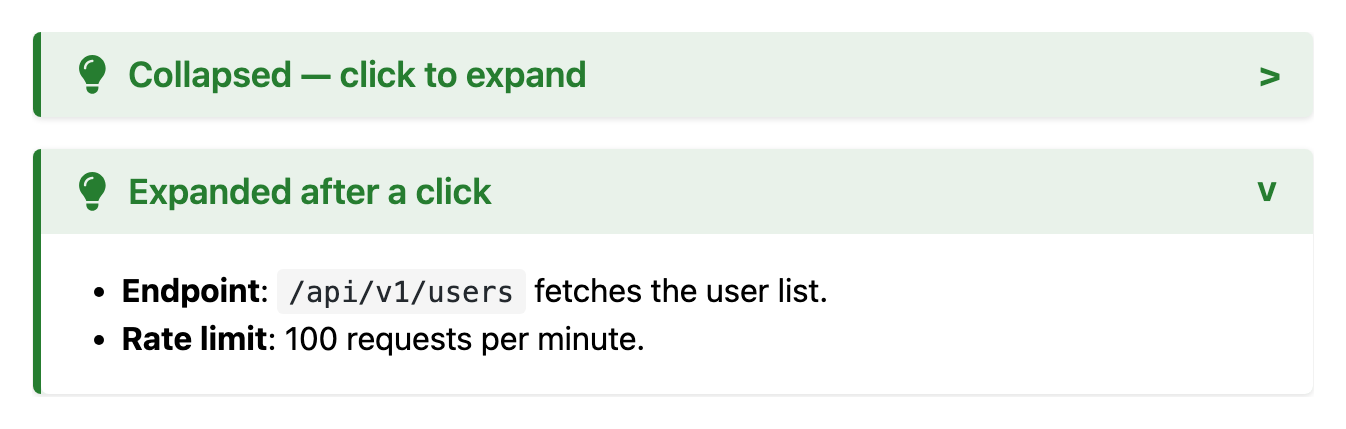 Collapsed — click to expand >
Expanded after a click v
• Endpoint: /api/v1/users fetches the user list.
• Rate limit: 100 requests per minute.